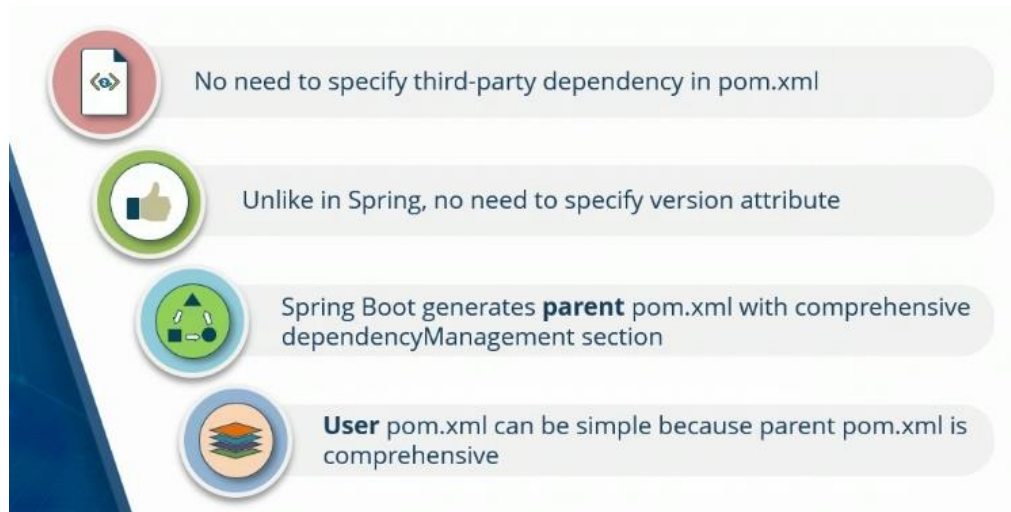 No need to specify third-party dependency in pom.xml
Unlike in Spring, no need to specify version attribute
Spring Boot generates parent pom.xml with comprehensive
dependencyManagement section
User pom.xml can be simple because parent pom.xml is
comprehensive